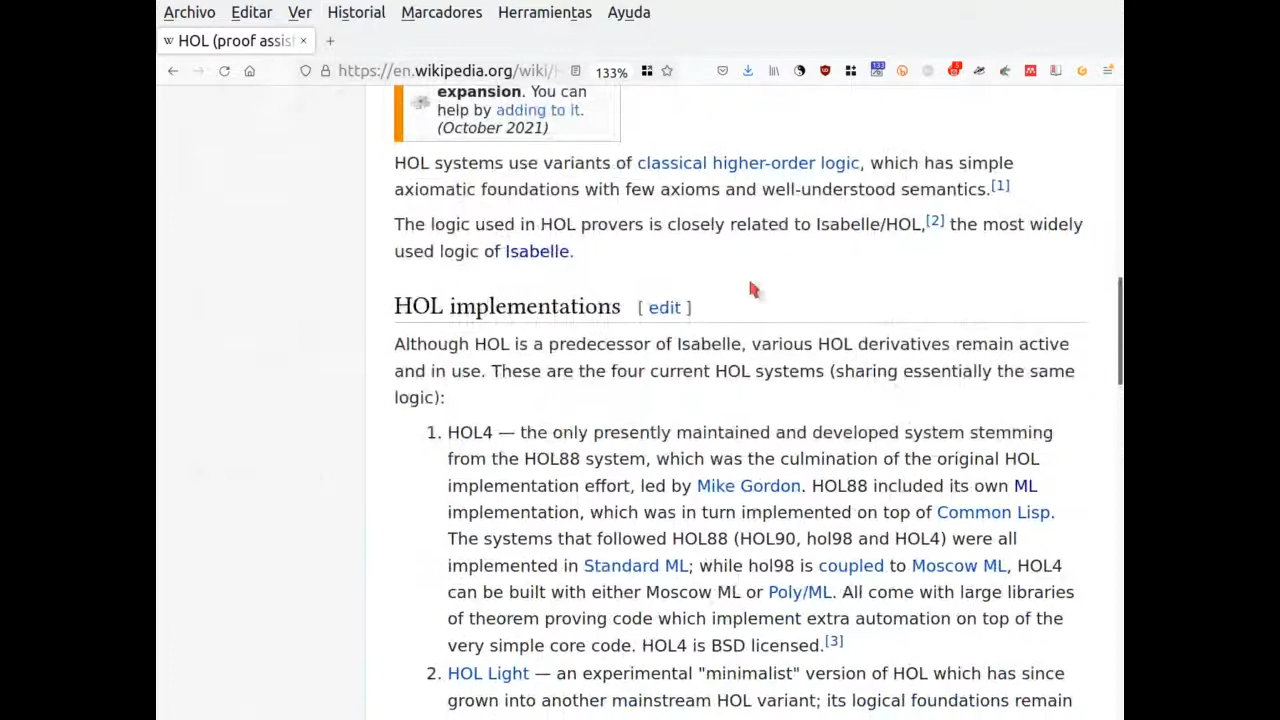 Archivo Editar Ver Historial Marcadores Herramientas Ayuda
W HOL (proof assis × +
https://en.wikipedia.org/wiki/ 133%
133
expansion. You can
help by adding to it.
(October 2021)
HOL systems use variants of classical higher-order logic, which has simple
axiomatic foundations with few axioms and well-understood semantics.[1]
The logic used in HOL provers is closely related to Isabelle/HOL,[2] the most widely
used logic of Isabelle.
HOL implementations [ edit ]
Although HOL is a predecessor of Isabelle, various HOL derivatives remain active
and in use. These are the four current HOL systems (sharing essentially the same
logic):
1. HOL4 — the only presently maintained and developed system stemming
from the HOL88 system, which was the culmination of the original HOL
implementation effort, led by Mike Gordon. HOL88 included its own ML
implementation, which was in turn implemented on top of Common Lisp.
The systems that followed HOL88 (HOL90, hol98 and HOL4) were all
implemented in Standard ML; while hol98 is coupled to Moscow ML, HOL4
can be built with either Moscow ML or Poly/ML. All come with large libraries
of theorem proving code which implement extra automation on top of the
very simple core code. HOL4 is BSD licensed.[3]
2. HOL Light — an experimental "minimalist" version of HOL which has since
grown into another mainstream HOL variant; its logical foundations remain